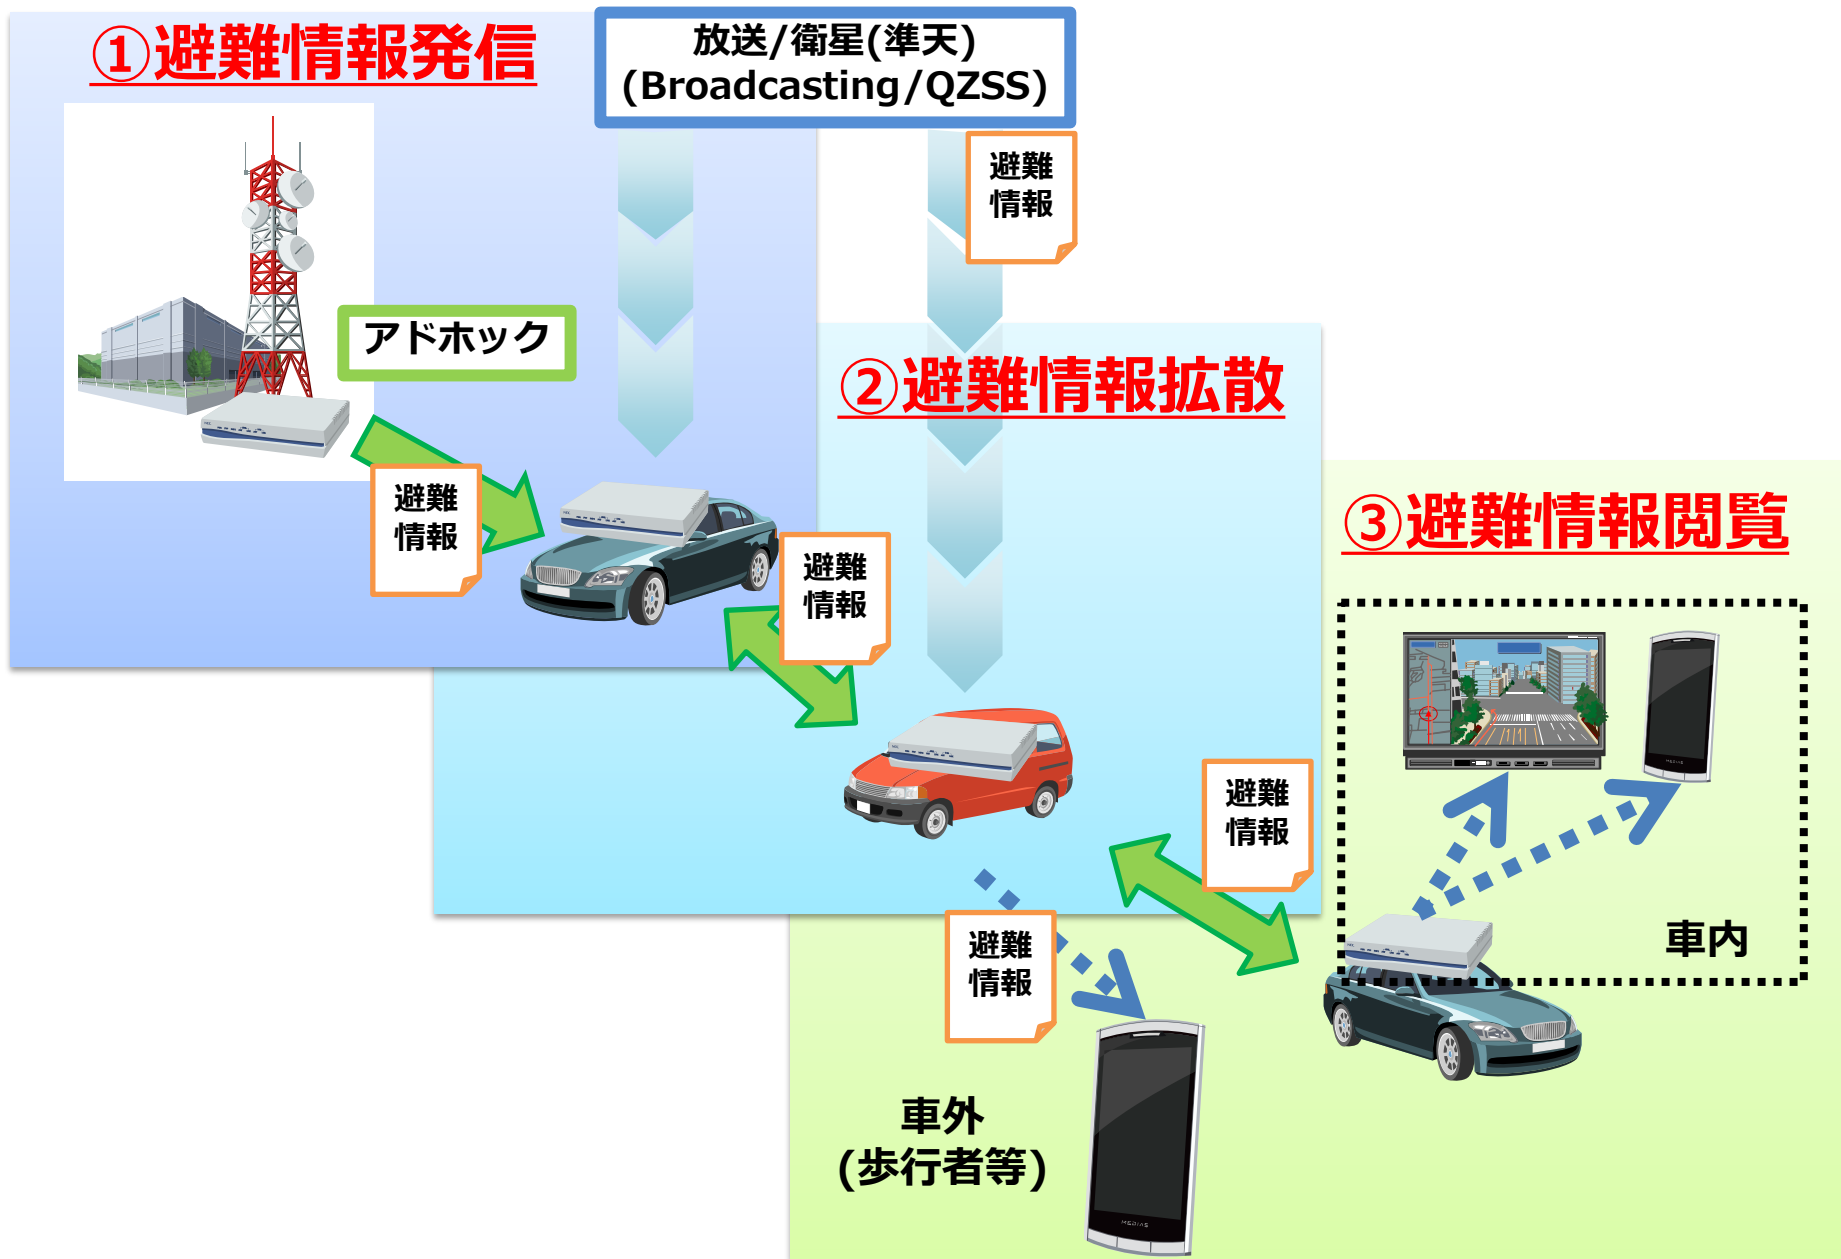 ①避難情報発信
放送/衛星(準天)
(Broadcasting/QZSS)
避難
情報
アドホック
②避難情報拡散
避難
情報
③避難情報閲覧
避難
情報
避難
情報
車内
避難
情報
車外
(歩行者等)
MEDIAS